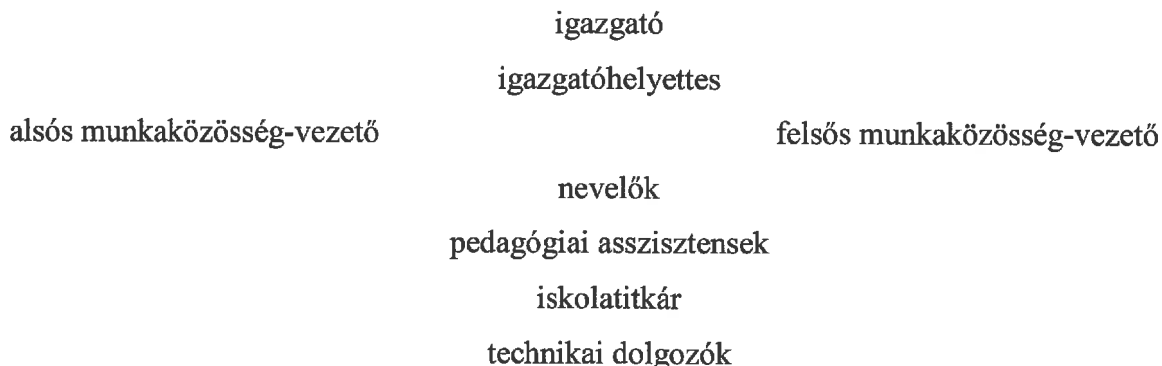 igazgató
igazgatóhelyettes
alsós munkaközösség-vezető felsős munkaközösség-vezető
nevelők
pedagógiai asszisztensek
iskolatitkár
technikai dolgozók